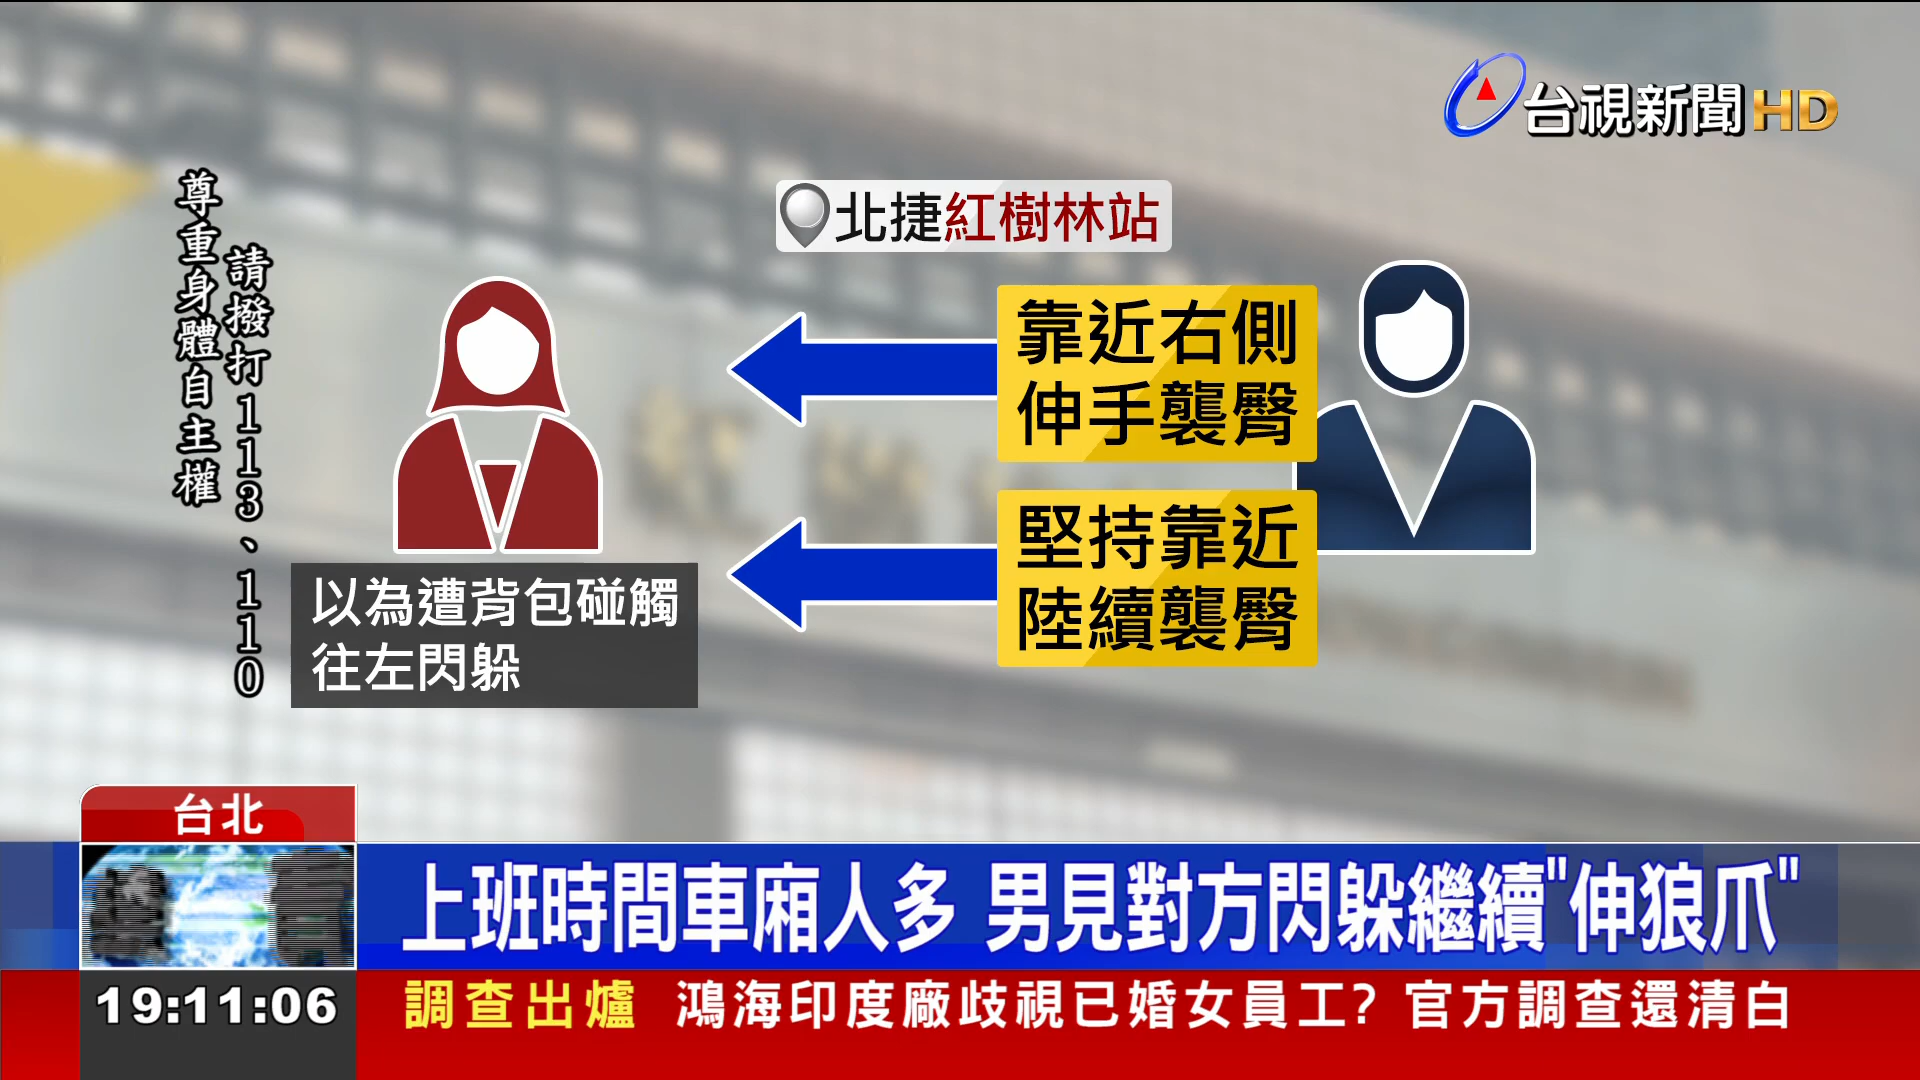 台視新聞HD
尊重身體自主權
請撥打113、110
北捷紅樹林站
靠近右側
伸手襲臀
堅持靠近
陸續襲臀
以為遭背包碰觸
往左閃躲
台北
上班時間車廂人多 男見對方閃躲繼續"伸狼爪"
19:11:06
調查出爐 鴻海印度廠歧視已婚女員工? 官方調查還清白